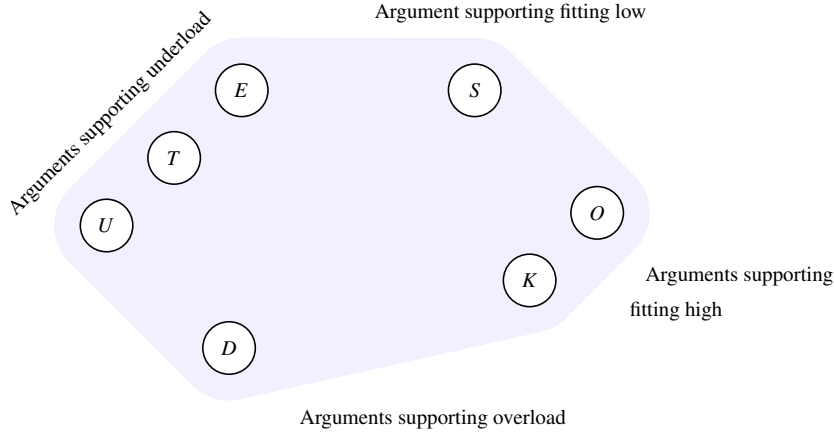 Argument supporting fitting low
Arguments supporting underload
E
S
T
U
O
K
Arguments supporting
fitting high
D
Arguments supporting overload